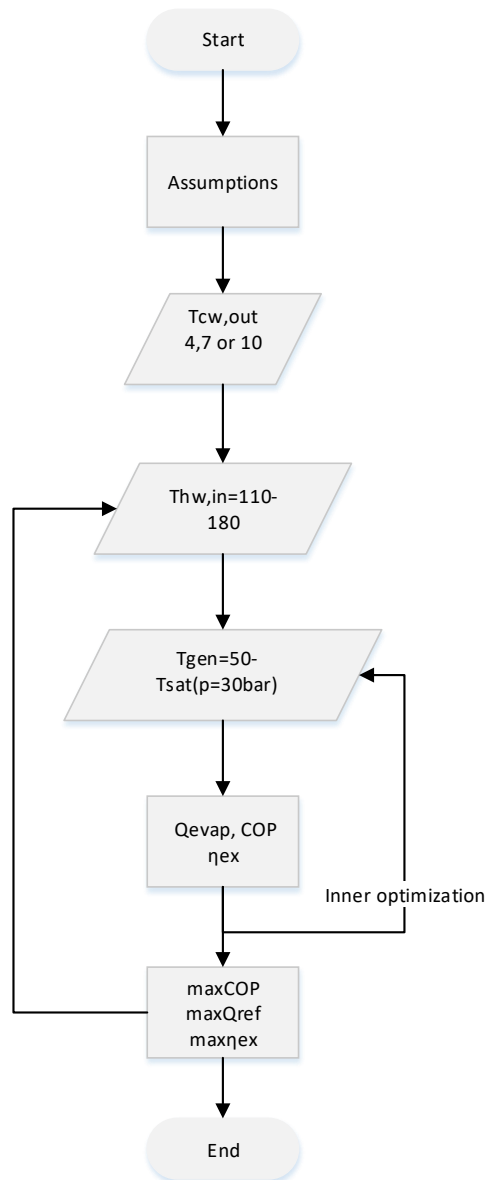 Start
Assumptions
Tcw,out
4,7 or 10
Thw,in=110-
180
Tgen=50-
Tsat(p=30bar)
Qevap, COP
ηex
Inner optimization
maxCOP
maxQref
maxηex
End